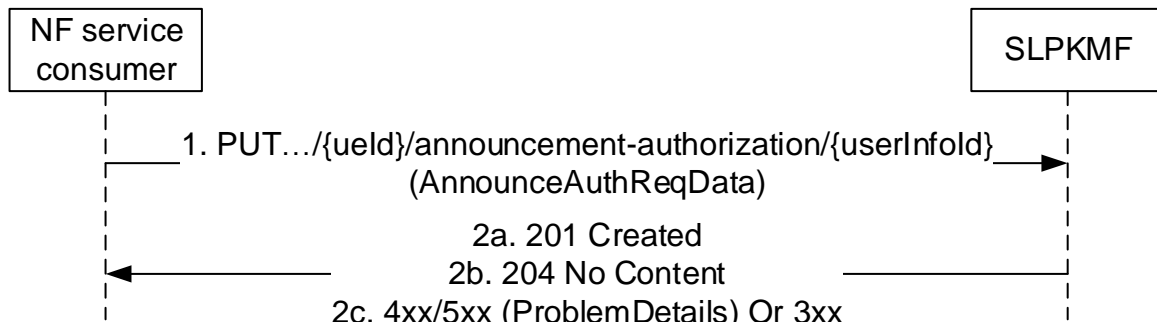 NF service
consumer
SLPKMF
1. PUT…/{ueId}/announcement-authorization/{userInfoId}
(AnnounceAuthReqData)
2a. 201 Created
2b. 204 No Content
2c. 4xx/5xx (ProblemDetails) Or 3xx